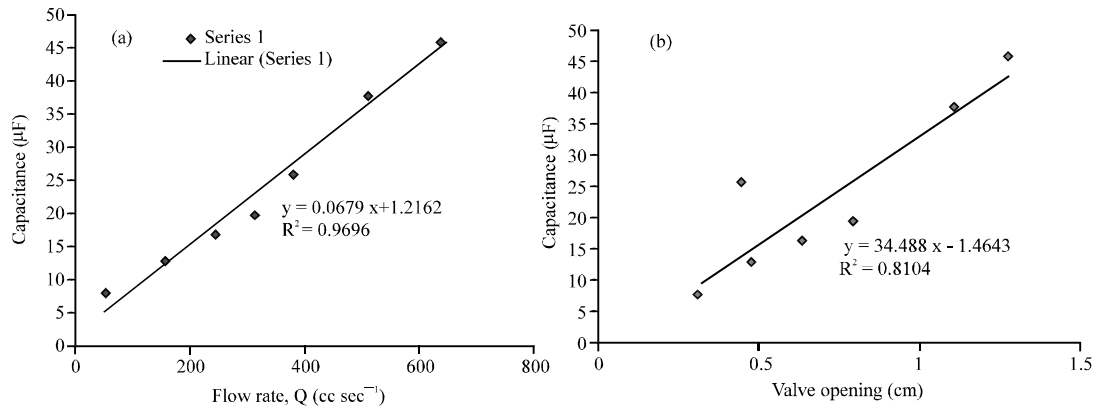 50
45
40
35
30
25
20
15
10
5
0
Capacitance (µF)
(a)
Series 1
Linear (Series 1)
y = 0.0679 x+1.2162
R² = 0.9696
0 200 400 600 800
Flow rate, Q (cc sec⁻¹)
50
45
40
35
30
25
20
15
10
5
0
Capacitance (µF)
(b)
y = 34.488 x - 1.4643
R² = 0.8104
0 0.5 1 1.5
Valve opening (cm)